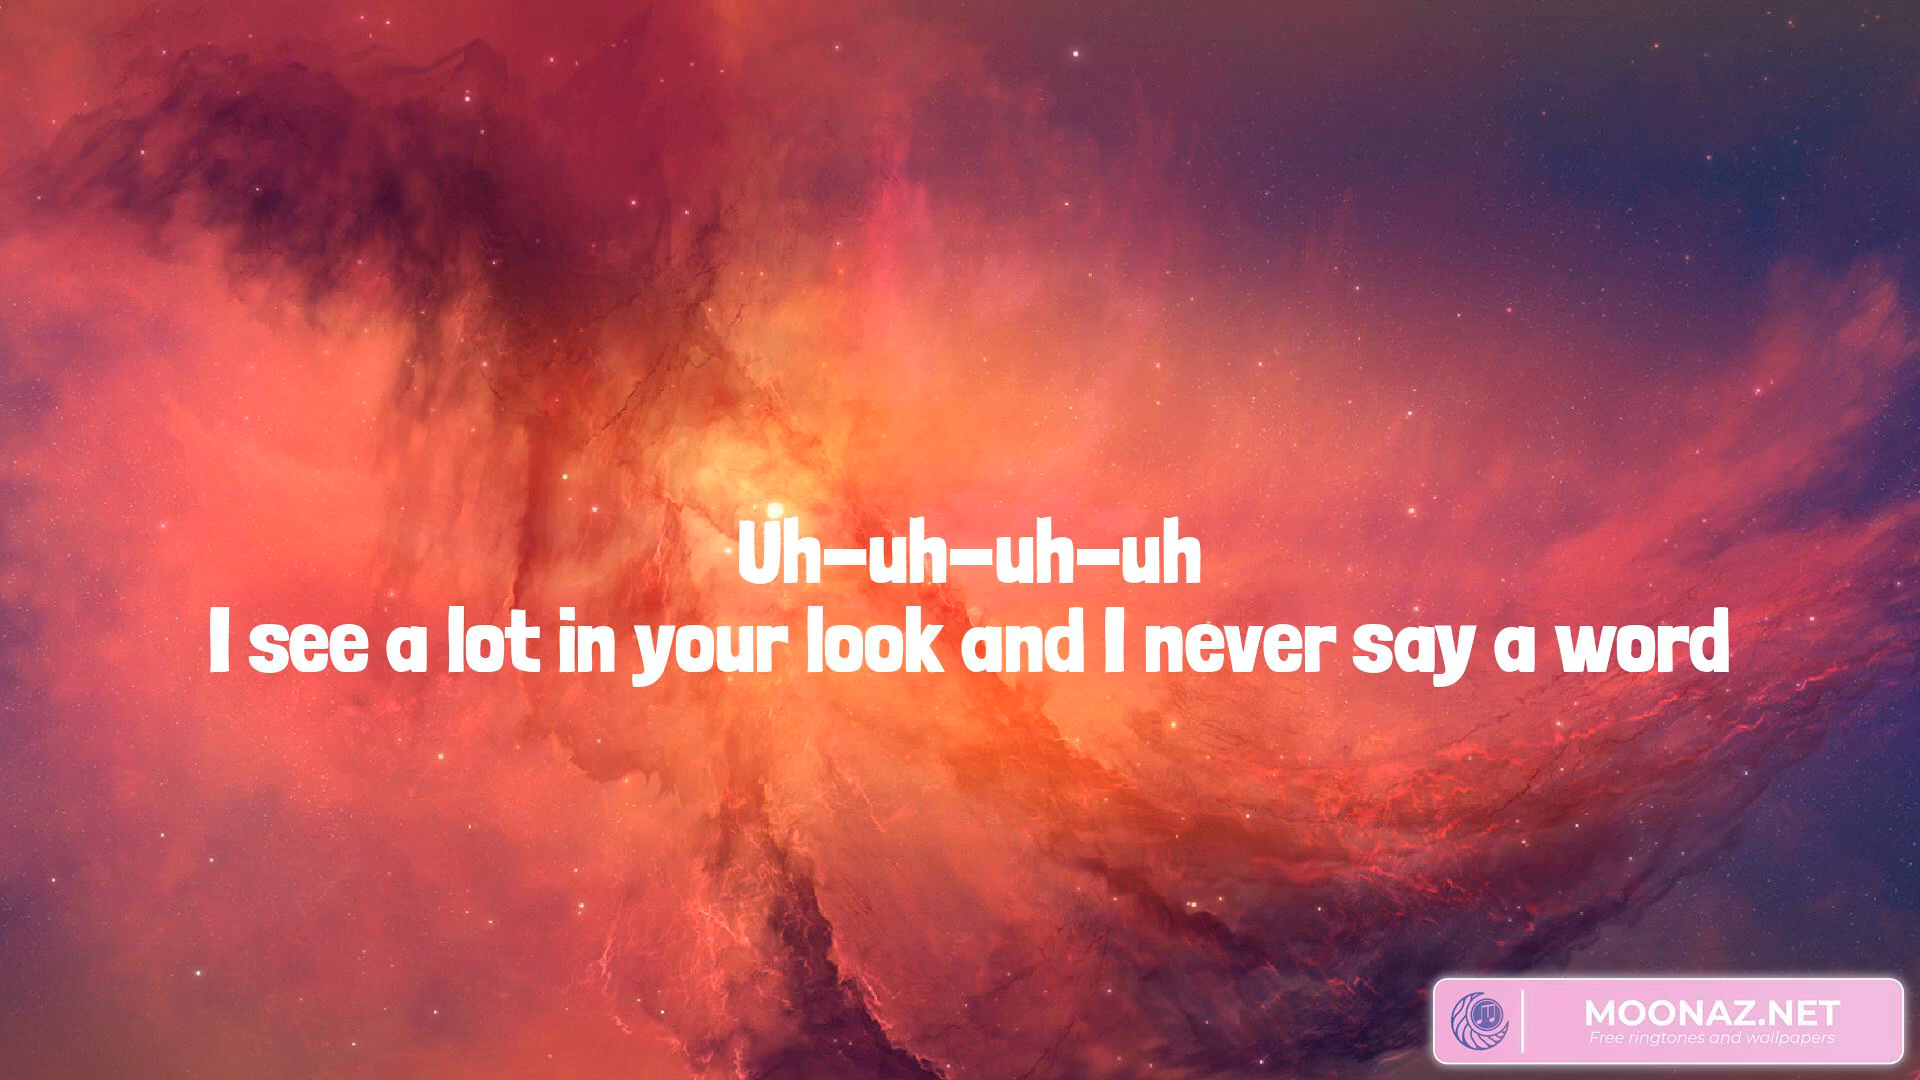 Uh-uh-uh-uh
I see a lot in your look and I never say a word
MOONAZ.NET
Free ringtones and wallpapers